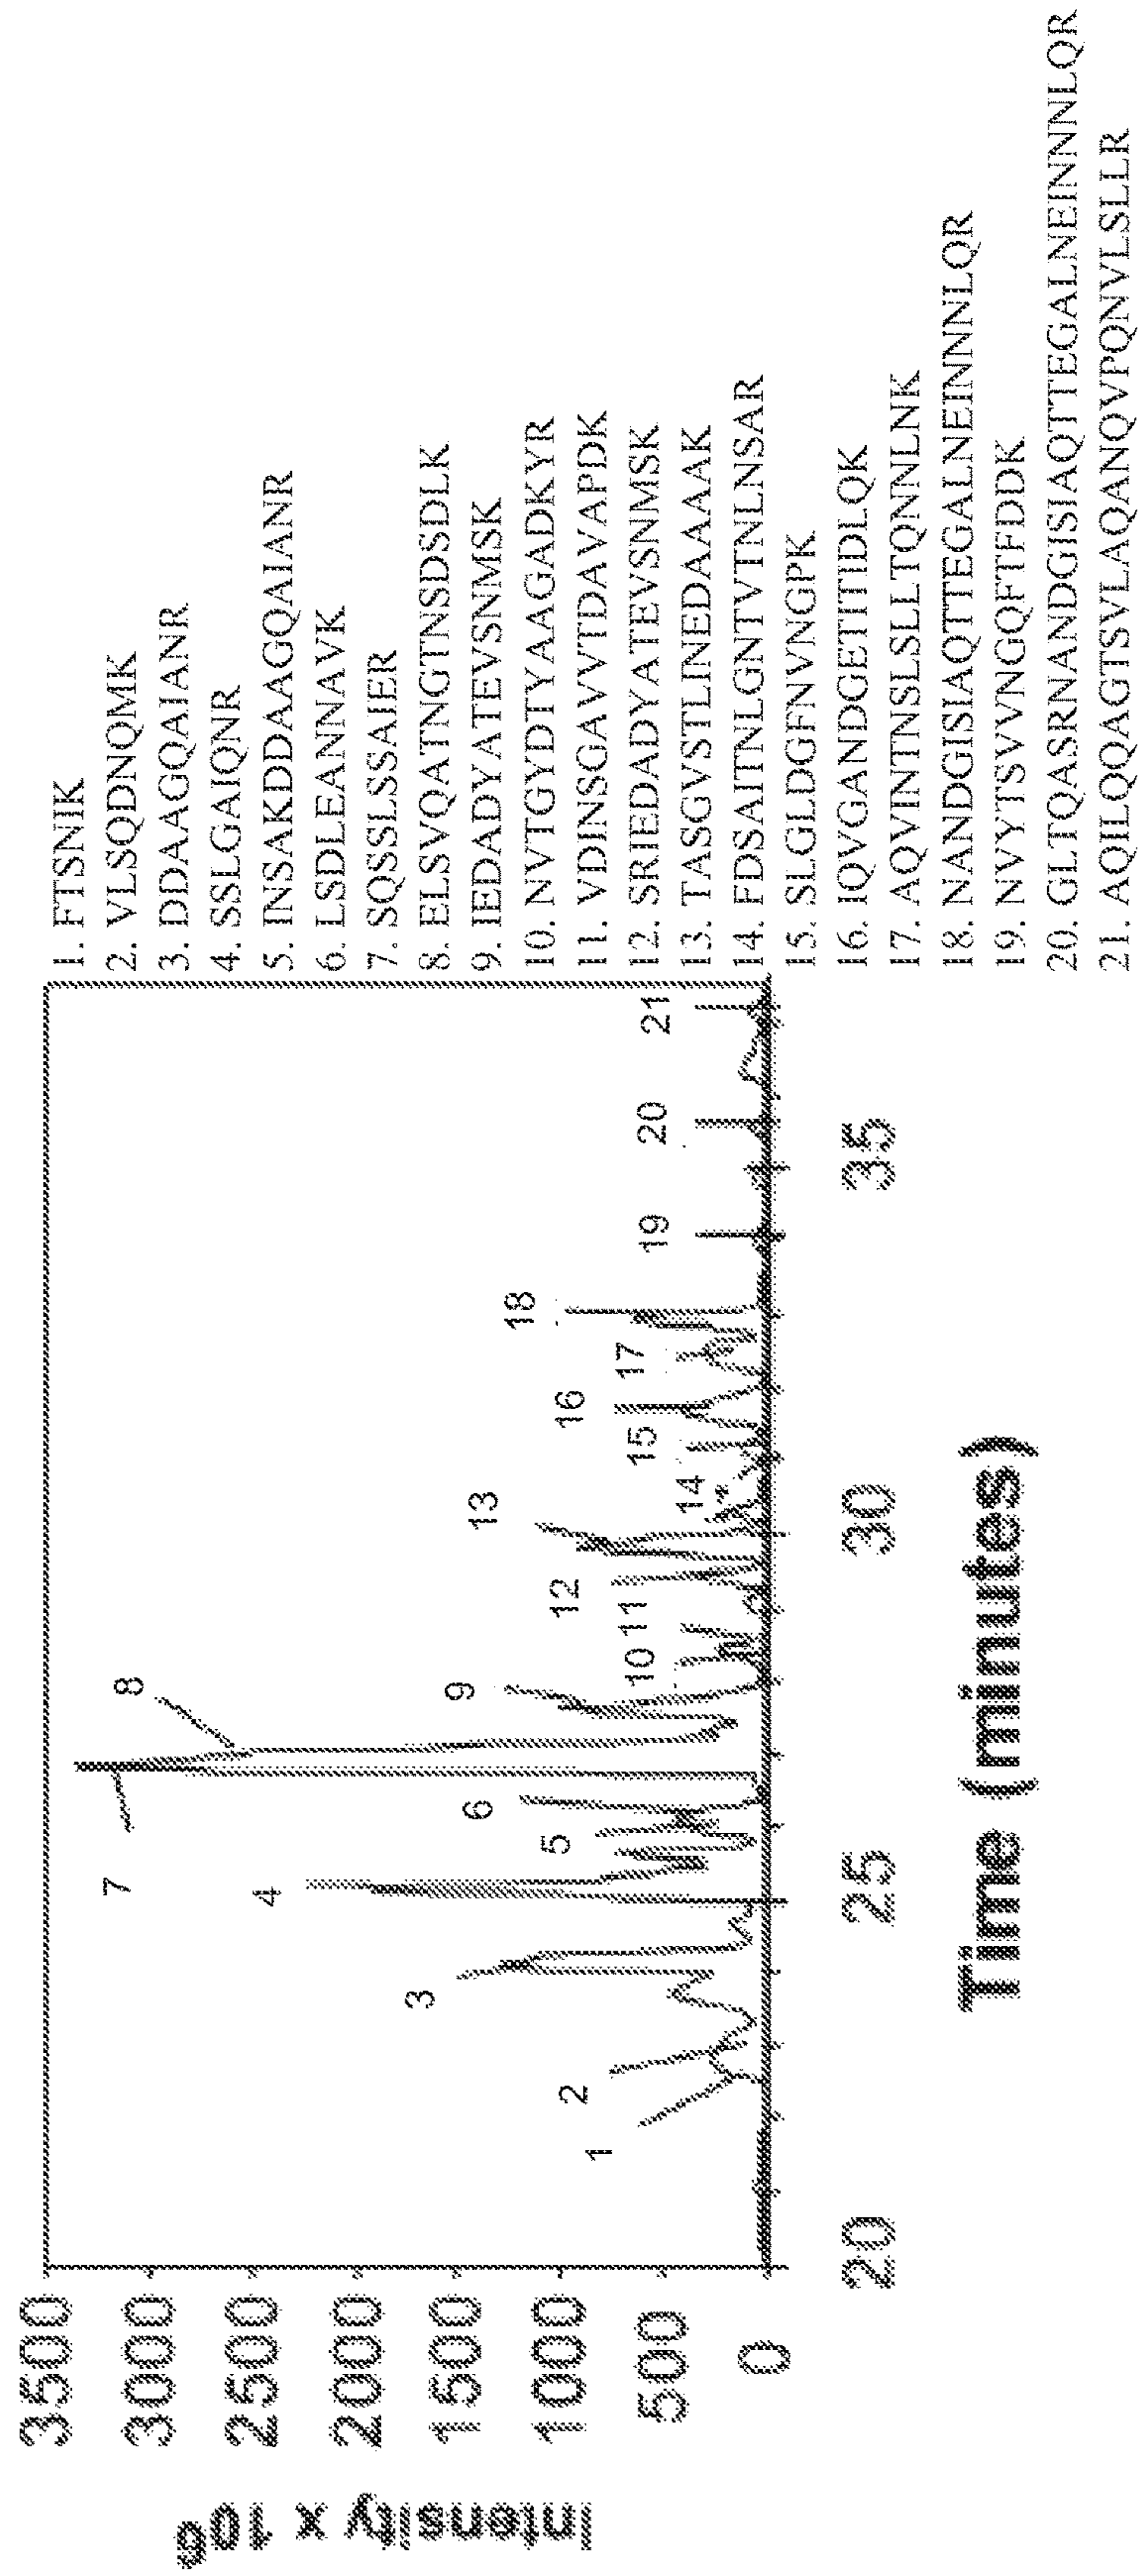 Intensity x 10⁶
3500
3000
2500
2000
1500
1000
500
0
1
2
3
4
5
6
7
8
9
10
11
12
13
14
15
16
17
18
19
20
21
20
25
30
35
Time (minutes)
1. FTSNIK
2. VLSQDNQMK
3. DDAAGQAIANR
4. SSLGAIQNR
5. INSAKDDAAGQAIANR
6. LSDLEANNAVK
7. SQSSLSSAIER
8. ELSVQATNGTNSDSDLK
9. IEDADYATEVSNMSK
10. NVTGYDTYAAGADKYR
11. VDINSGAVVTDAVAPDK
12. SRIEDADYATEVSNMSK
13. TASGVSTLINEDAAAAK
14. FDSAITNLGNTVTNLNSAR
15. SLGLDGFNVNGPK
16. IQVGANDGETITIDLQK
17. AQVINTNSLSLLTQNNLNK
18. NANDGISIAQTTEGALNEINNNLQR
19. NVYTSVVNGQFTFDDK
20. GLTQASRNANDGISIAQTTEGALNEINNNLQR
21. AQILQQAGTSVLAQANQVPQNVLSLLR